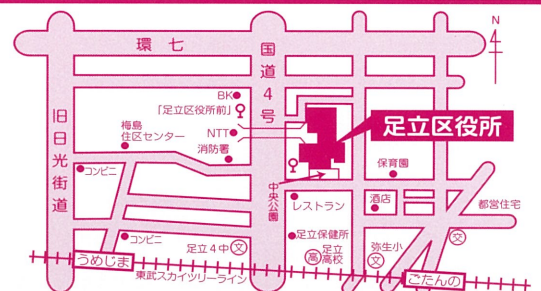 N
環七
国道4号
旧日光街道
BK
「足立区役所前」
NTT
消防署
梅島
住区センター
コンビニ
足立区役所
中央公園
保育園
酒店
都営住宅
レストラン
足立保健所
高
足立
高校
弥生小
文
交
コンビニ
足立4中
文
うめじま
東武スカイツリーライン
ごたんの